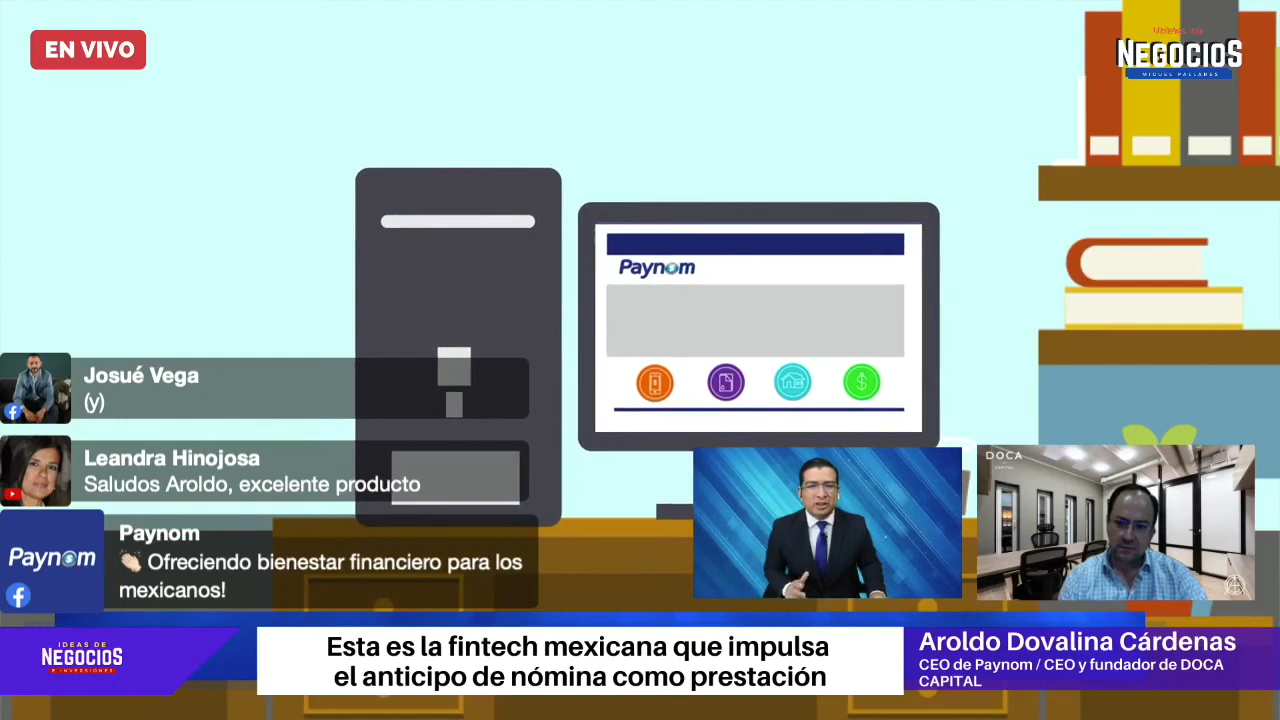 EN VIVO
NEGOCIOS
MIGUEL PALLARES
Paynom
Josué Vega
(y)
Leandra Hinojosa
Saludos Aroldo, excelente producto
Paynom
Paynom
👏🏻 Ofreciendo bienestar financiero para los
mexicanos!
DOCA
CAPITAL
IDEAS DE
NEGOCIOS
E INVERSIONES
Esta es la fintech mexicana que impulsa
el anticipo de nómina como prestación
Aroldo Dovalina Cárdenas
CEO de Paynom / CEO y fundador de DOCA
CAPITAL